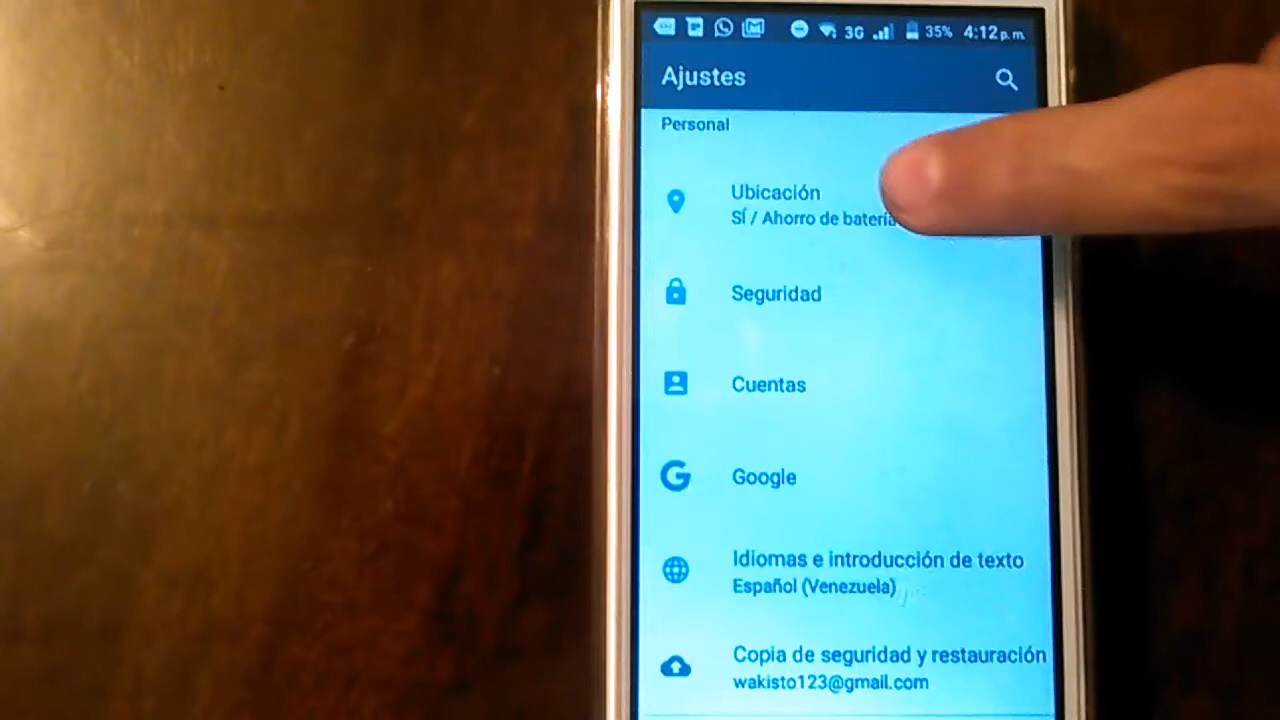 3G 35% 4:12 p.m.
Ajustes
Personal
Ubicación
SÍ / Ahorro de batería
Seguridad
Cuentas
Google
Idiomas e introducción de texto
Español (Venezuela)
Copia de seguridad y restauración
wakisto123@gmail.com